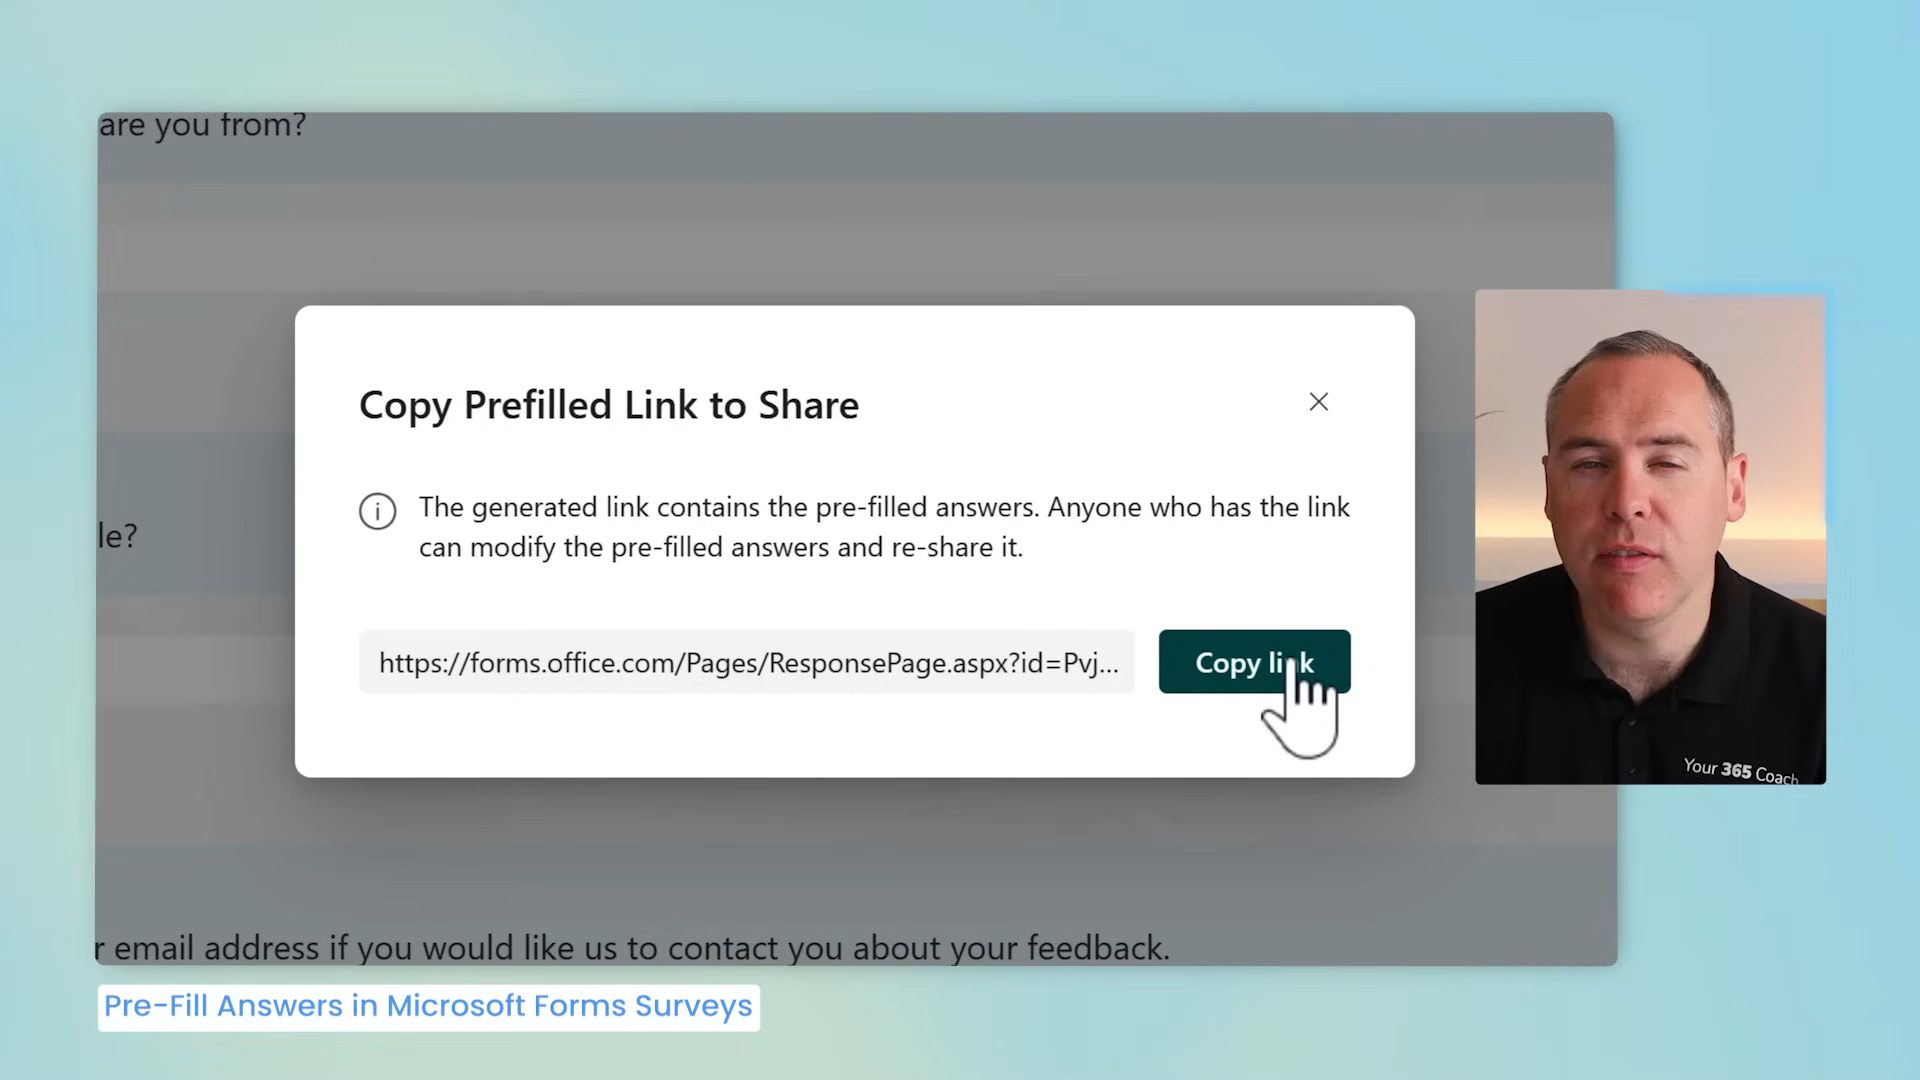 are you from?
Copy Prefilled Link to Share
The generated link contains the pre-filled answers. Anyone who has the link
can modify the pre-filled answers and re-share it.
le?
https://forms.office.com/Pages/ResponsePage.aspx?id=Pvj...
Copy link
Your 365 Coach
r email address if you would like us to contact you about your feedback.
Pre-Fill Answers in Microsoft Forms Surveys